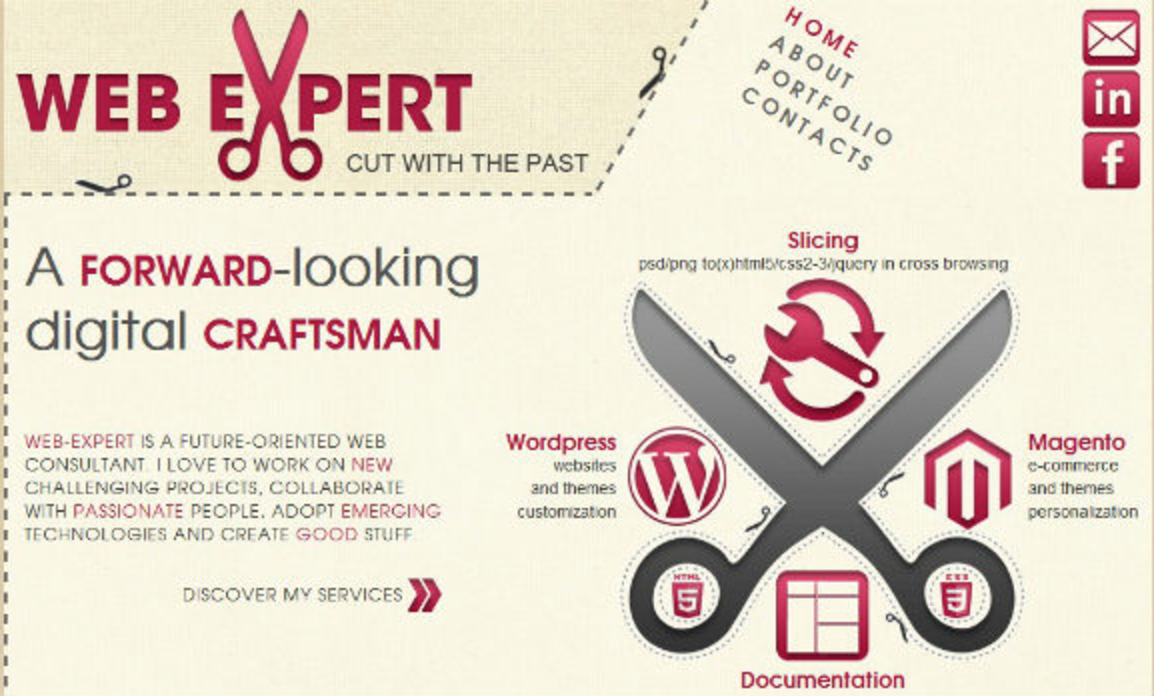 WEB EXPERT
CUT WITH THE PAST
HOME
ABOUT
PORTFOLIO
CONTACTS
in
f
A FORWARD-looking
digital CRAFTSMAN
WEB-EXPERT IS A FUTURE-ORIENTED WEB
CONSULTANT. I LOVE TO WORK ON NEW
CHALLENGING PROJECTS, COLLABORATE
WITH PASSIONATE PEOPLE, ADOPT EMERGING
TECHNOLOGIES AND CREATE GOOD STUFF
DISCOVER MY SERVICES
Slicing
psd/png to(x)html5/css2-3/jquery in cross browsing
Wordpress
websites
and themes
customization
W
Magento
e-commerce
and themes
personalization
HTML
5
CSS
3
Documentation